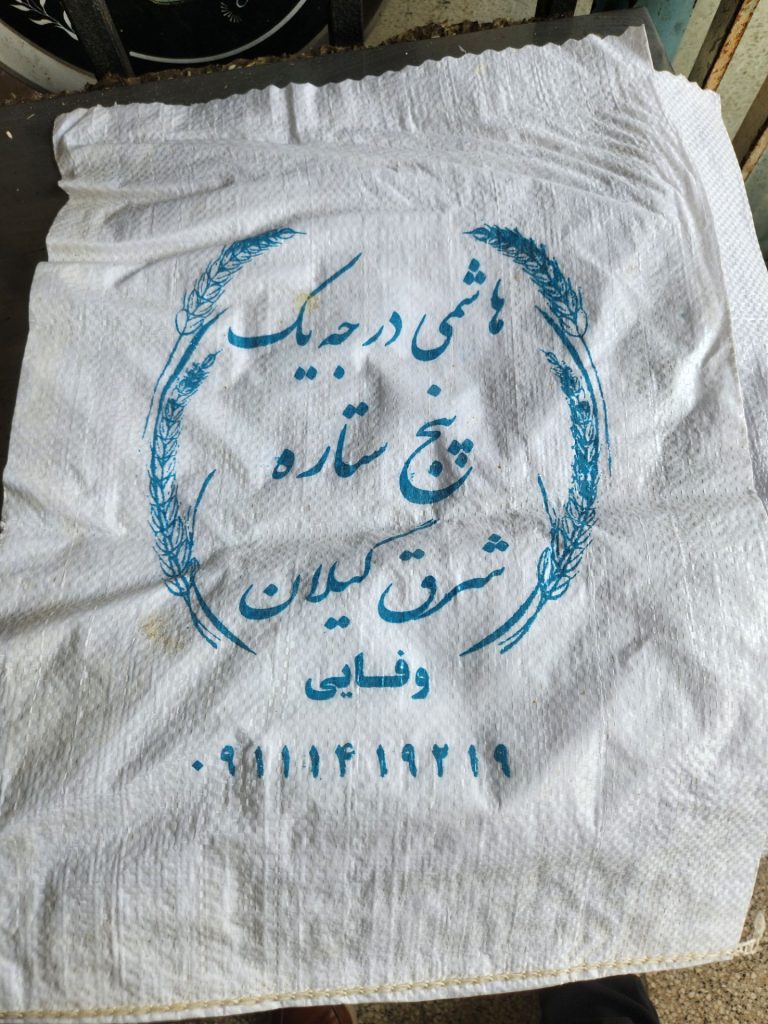 هاشمی درجه یک
پنج ستاره
شرق گیلان
وفایی
۰۹۱۱۱۴۱۹۲۱۹